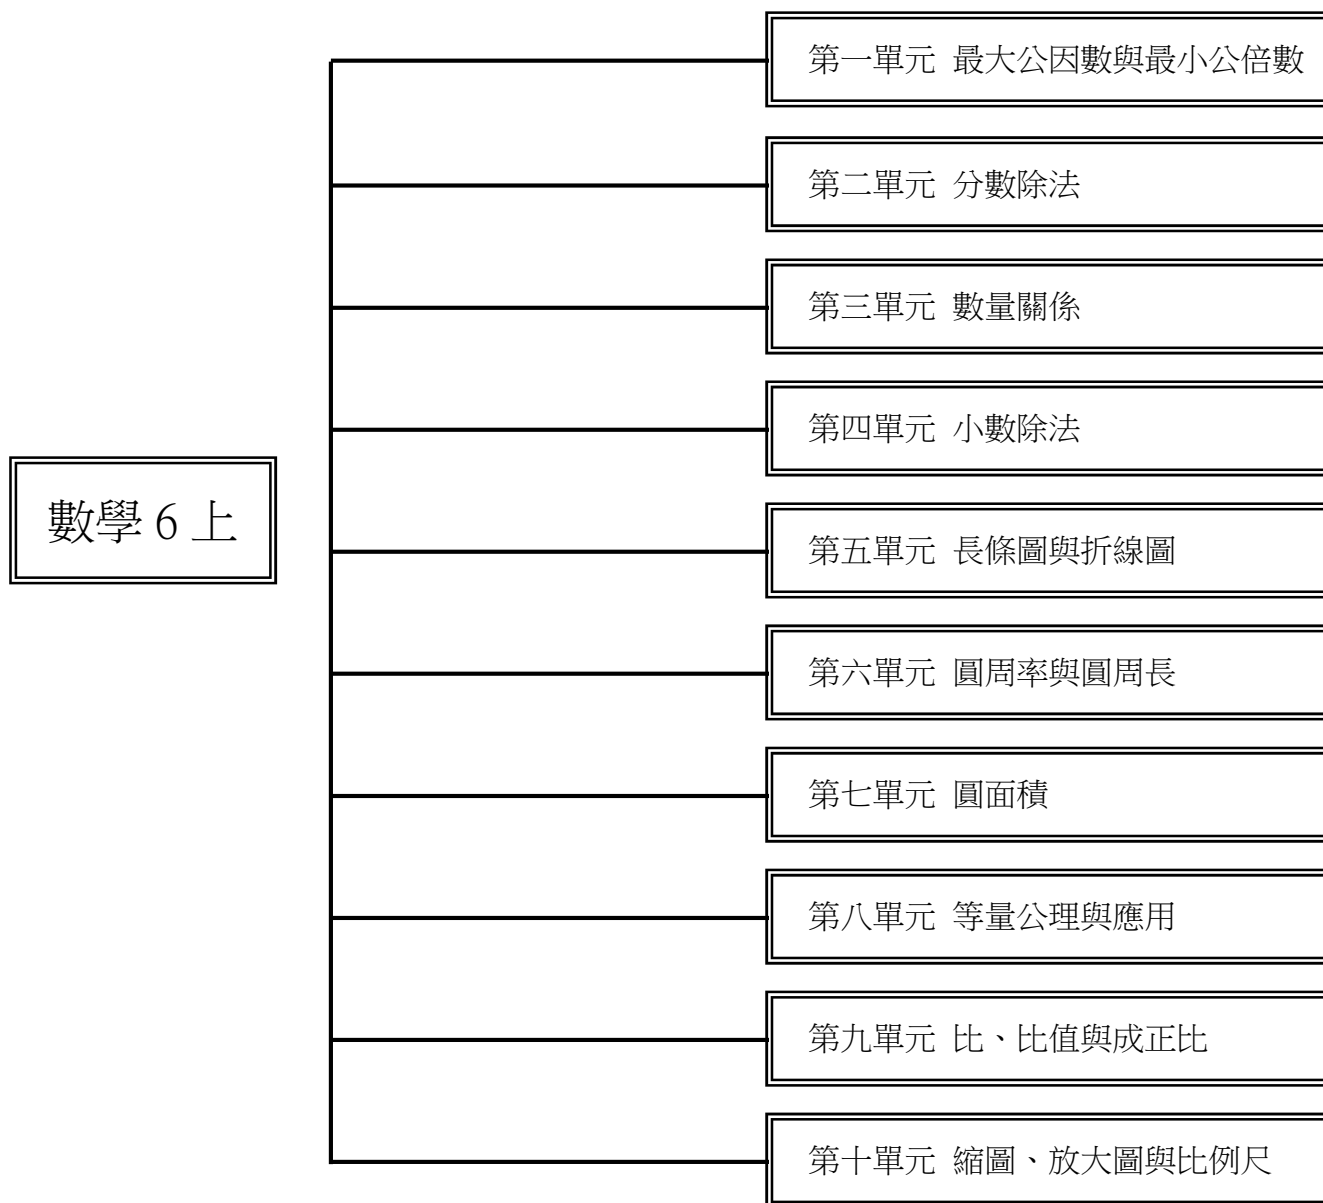 第一單元 最大公因數與最小公倍數
第二單元 分數除法
第三單元 數量關係
第四單元 小數除法
數學 6 上
第五單元 長條圖與折線圖
第六單元 圓周率與圓周長
第七單元 圓面積
第八單元 等量公理與應用
第九單元 比、比值與成正比
第十單元 縮圖、放大圖與比例尺